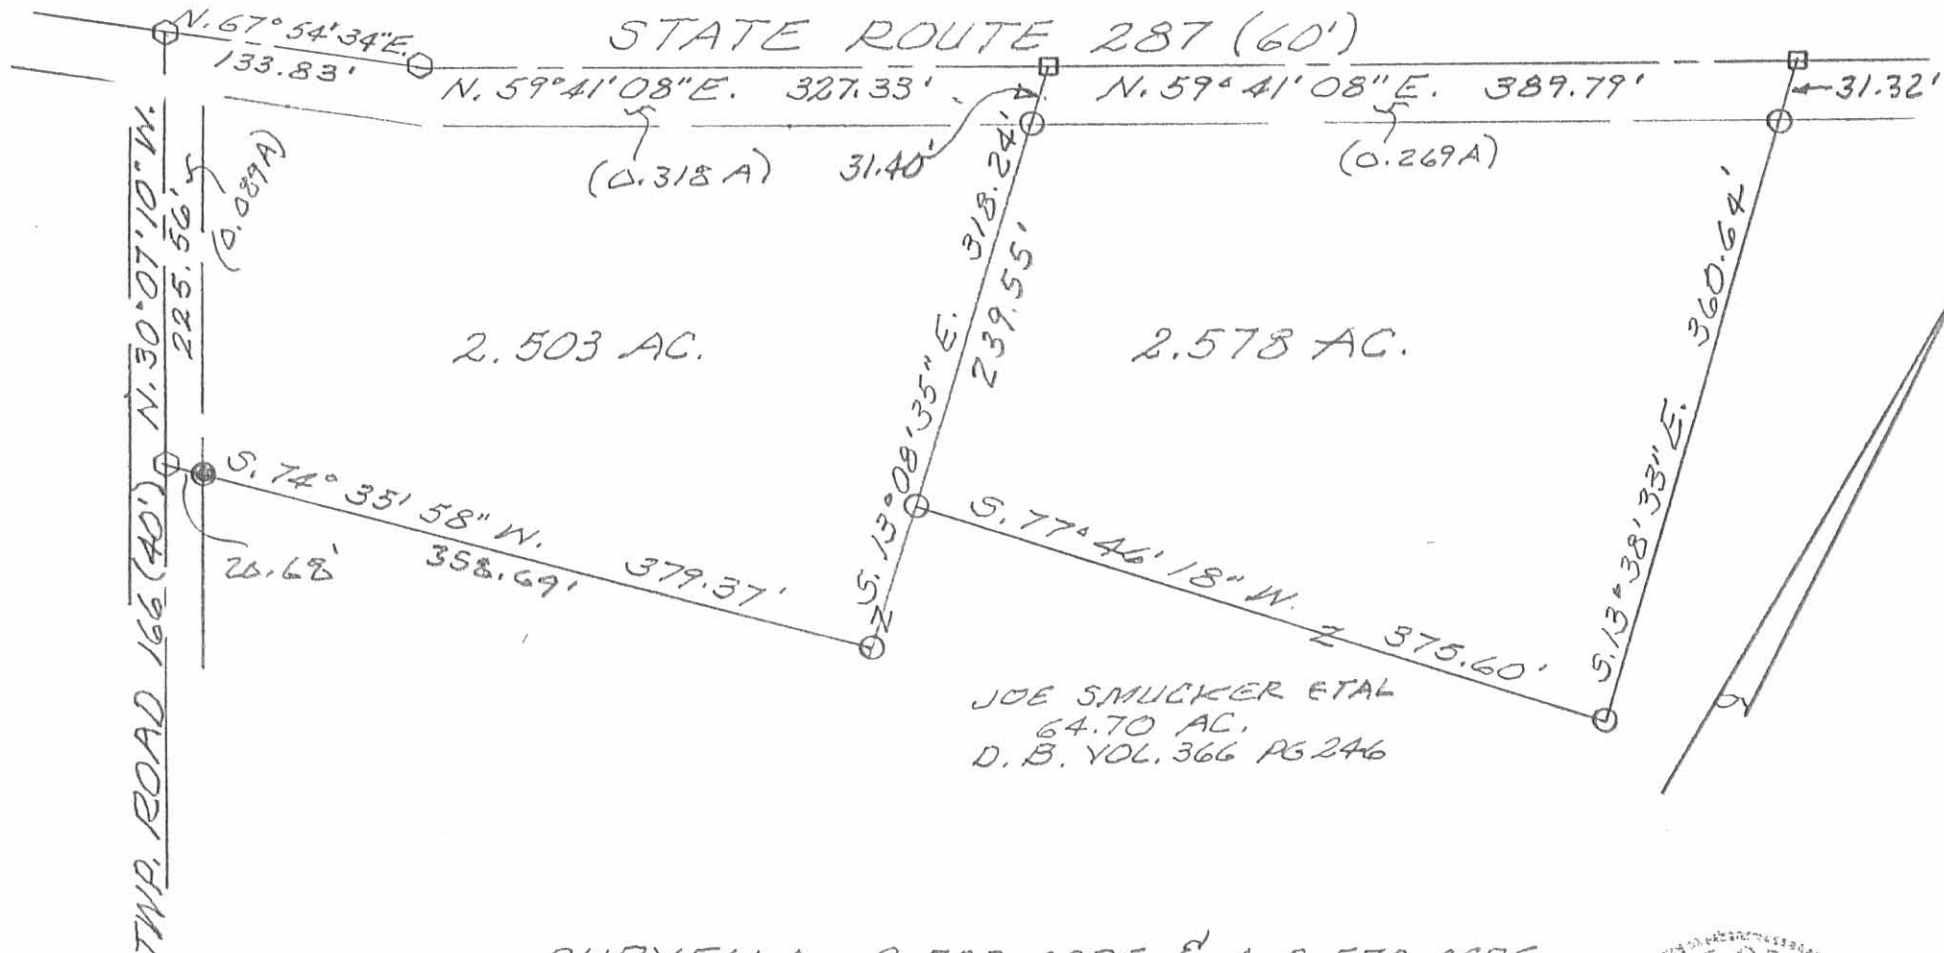 STATE ROUTE 287 (60')
N. 67° 54' 34" E.
133.83'
N. 59° 41' 08" E. 327.33'
N. 59° 41' 08" E. 389.79'
31.32'
(0.318 A)
31.40'
(0.269 A)
(0.089 A)
N. 30° 07' 10" W.
225.56'
TWP. ROAD 166 (40')
2.503 AC.
S. 13° 08' 35" E. 318.24'
239.55'
2.578 AC.
S. 13° 38' 33" E. 360.64'
S. 74° 35' 58" W.
358.69' 379.37'
20.68'
S. 77° 46' 18" W.
Z 375.60'
Z
JOE SMUCKER ETAL
64.70 AC.
D. B. VOL. 366 PG 246